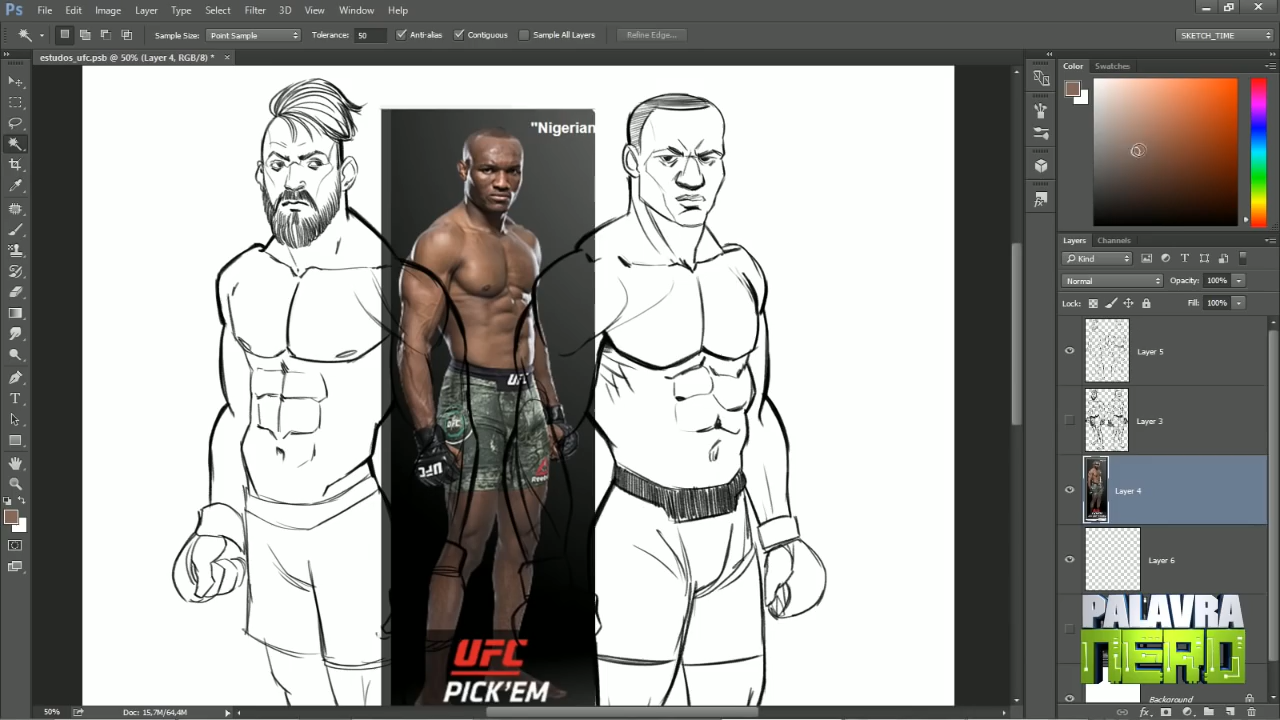 Ps File Edit Image Layer Type Select Filter 3D View Window Help
Sample Size: Point Sample Tolerance: 50 Anti-alias Contiguous Sample All Layers Refine Edge... SKETCH_TIME
estudos_ufc.psb @ 50% (Layer 4, RGB/8) * ×
Color Swatches
"Nigerian
UFC
UFC
UFC
Reebok
UFC
PICK'EM
Layers Channels
Kind
Normal Opacity: 100%
Lock: Fill: 100%
Layer 5
Layer 3
Layer 4
Layer 6
PALAVRA
NERD
Background
50% Doc: 15,7M/64,4M